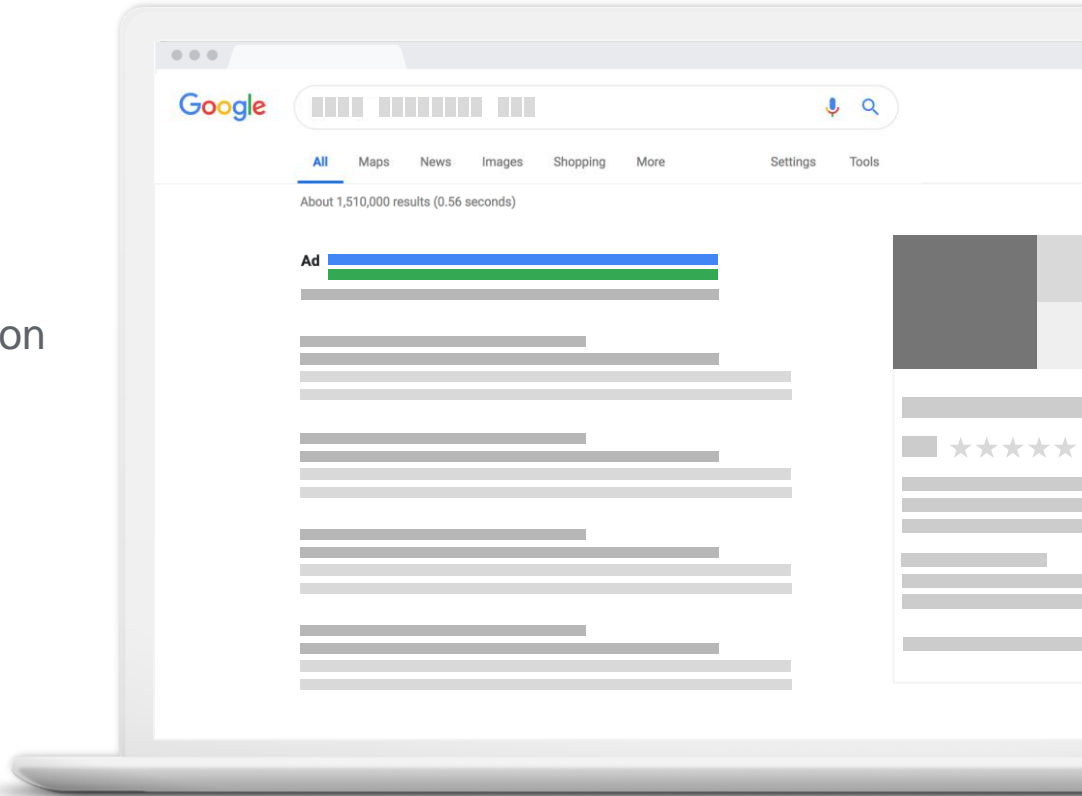 Google
All Maps News Images Shopping More Settings Tools
About 1,510,000 results (0.56 seconds)
Ad
on